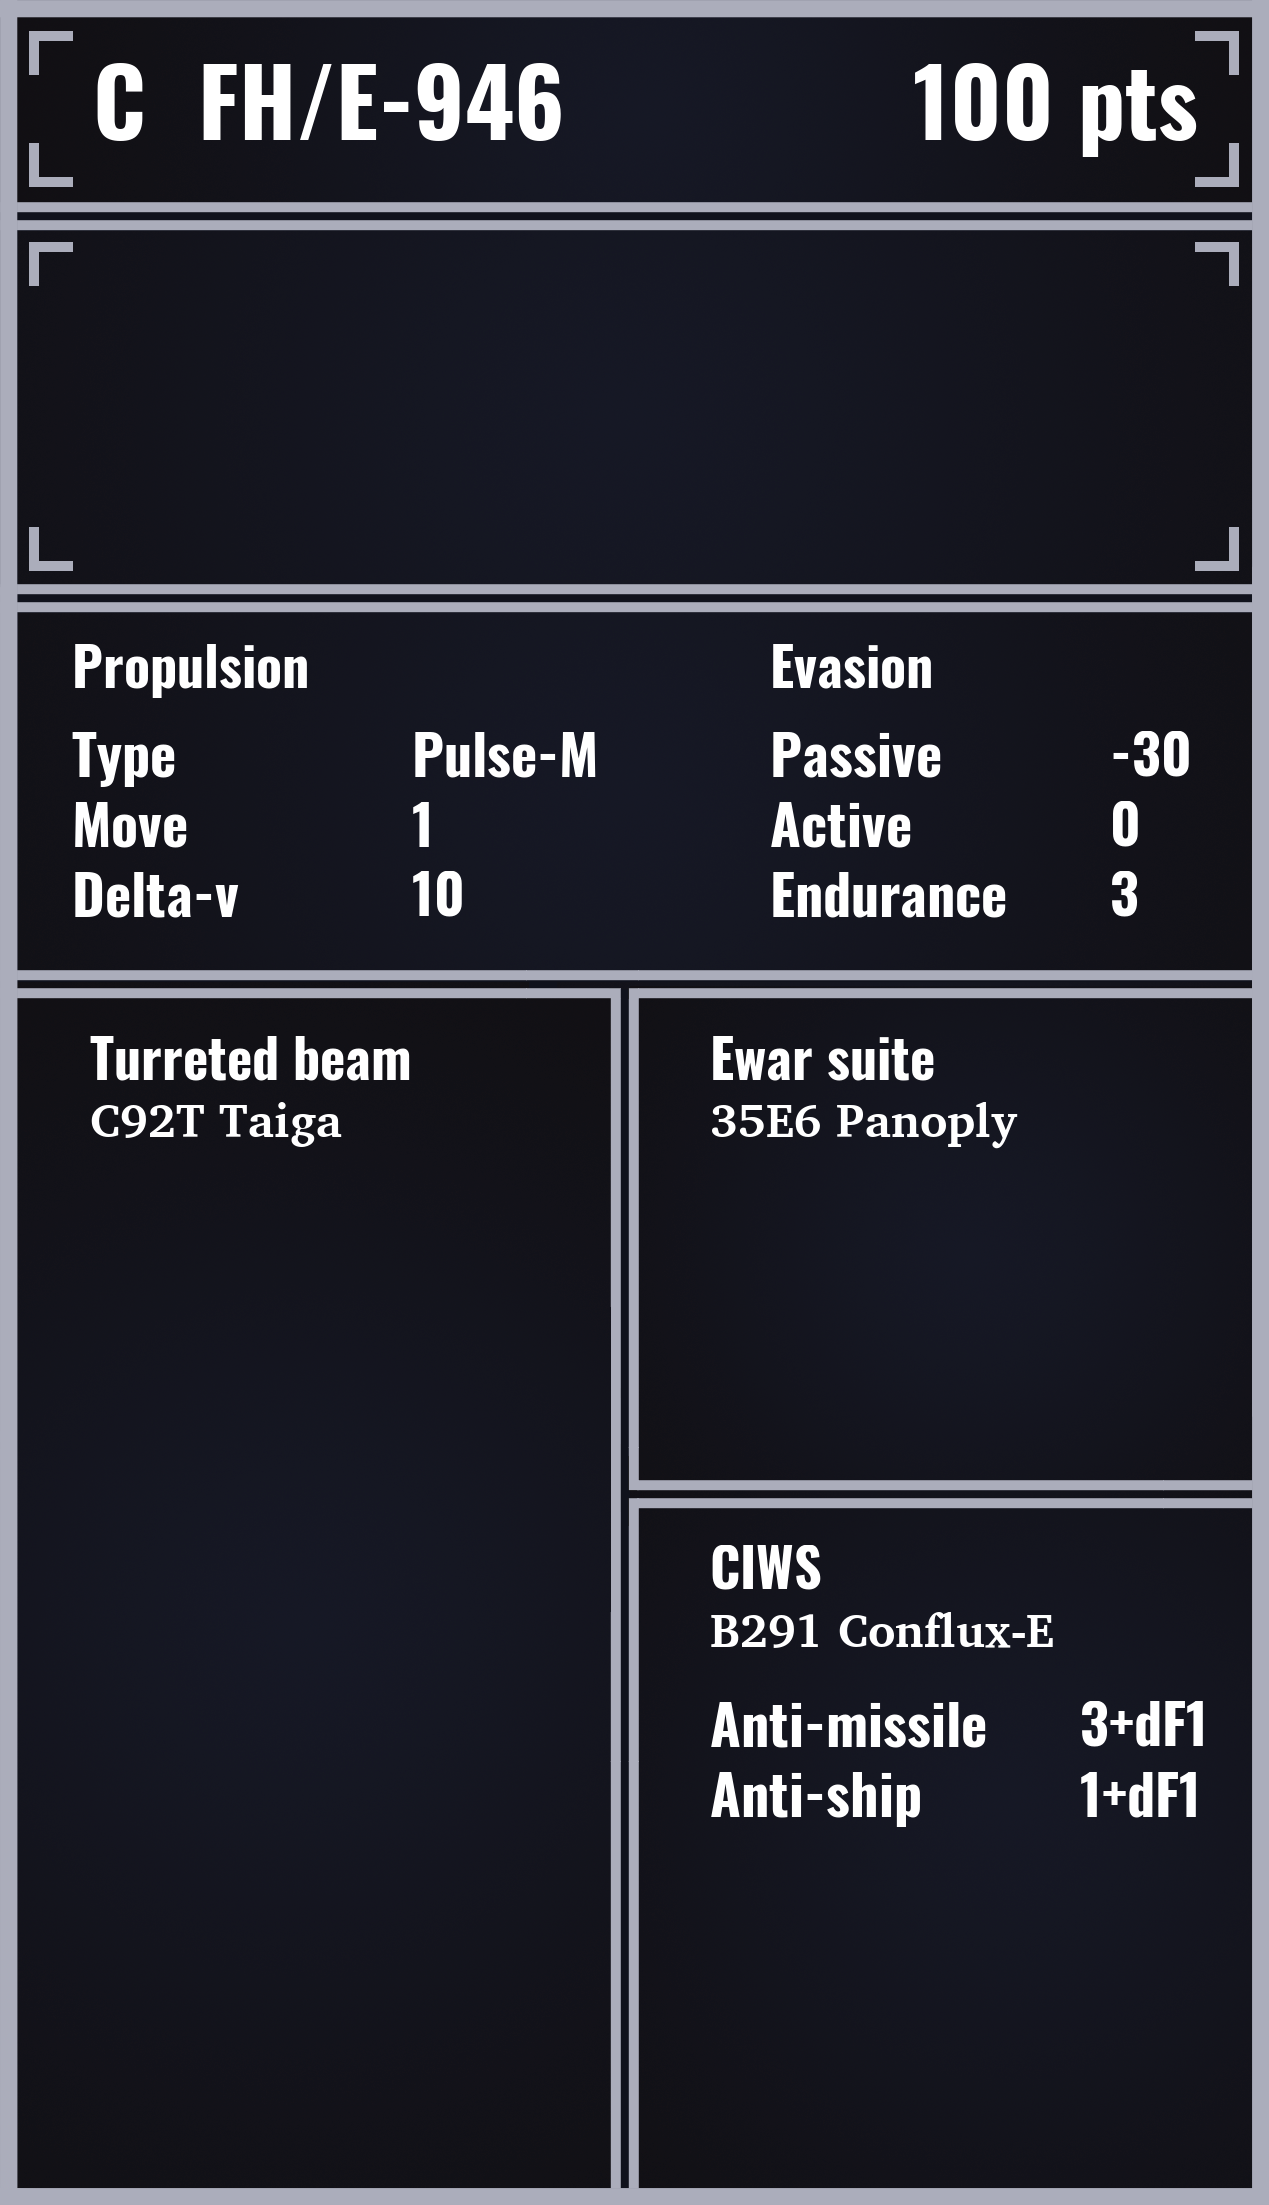 C FH/E-946 100 pts
Propulsion
Type Pulse-M
Move 1
Delta-v 10
Evasion
Passive -30
Active 0
Endurance 3
Turreted beam
C92T Taiga
Ewar suite
35E6 Panoply
CIWS
B291 Conflux-E
Anti-missile 3+dF1
Anti-ship 1+dF1